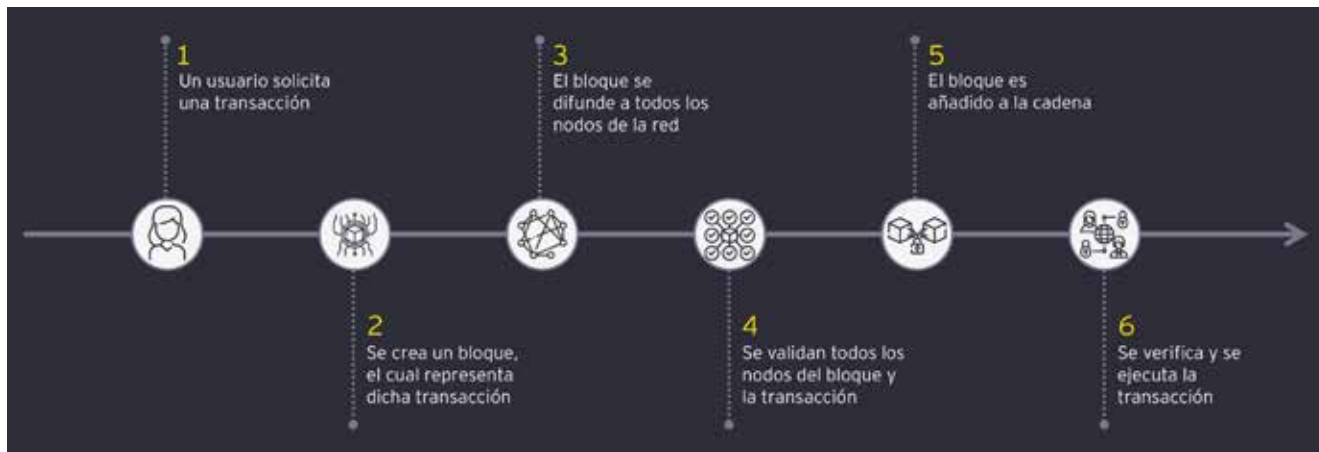 1
Un usuario solicita
una transacción
2
Se crea un bloque,
el cual representa
dicha transacción
3
El bloque se
difunde a todos los
nodos de la red
4
Se validan todos los
nodos del bloque y
la transacción
5
El bloque es
añadido a la cadena
6
Se verifica y se
ejecuta la
transacción